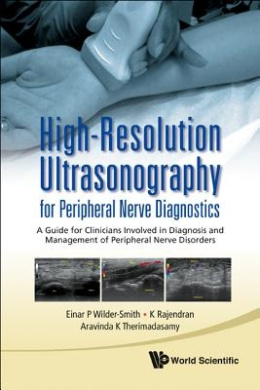 High-Resolution
Ultrasonography
for Peripheral Nerve Diagnostics
A Guide for Clinicians Involved in Diagnosis and
Management of Peripheral Nerve Disorders
Einar P Wilder-Smith • K Rajendran
Aravinda K Therimadasamy
World Scientific